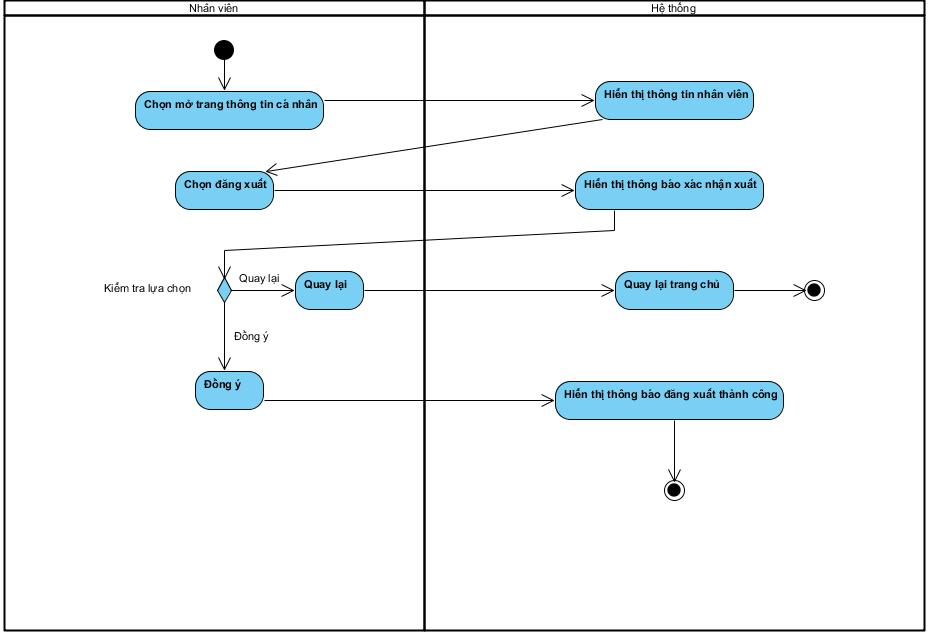 Nhân viên
Hệ thống
Chọn mở trang thông tin cá nhân
Hiển thị thông tin nhân viên
Chọn đăng xuất
Hiển thị thông báo xác nhận xuất
Kiểm tra lựa chọn
Quay lại
Quay lại
Quay lại trang chủ
Đồng ý
Đồng ý
Hiển thị thông báo đăng xuất thành công